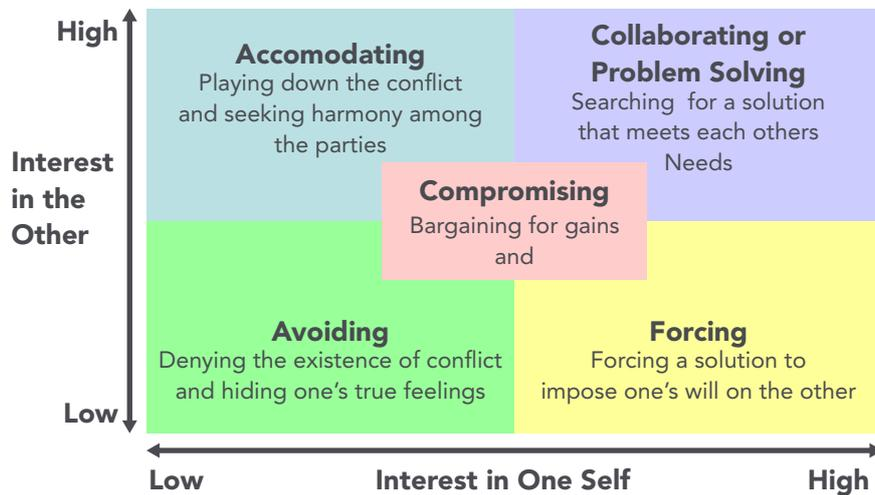 High
Interest
in the
Other
Low
Accomodating
Playing down the conflict
and seeking harmony among
the parties
Collaborating or
Problem Solving
Searching for a solution
that meets each others
Needs
Compromising
Bargaining for gains
and
Avoiding
Denying the existence of conflict
and hiding one’s true feelings
Forcing
Forcing a solution to
impose one’s will on the other
Low
Interest in One Self
High